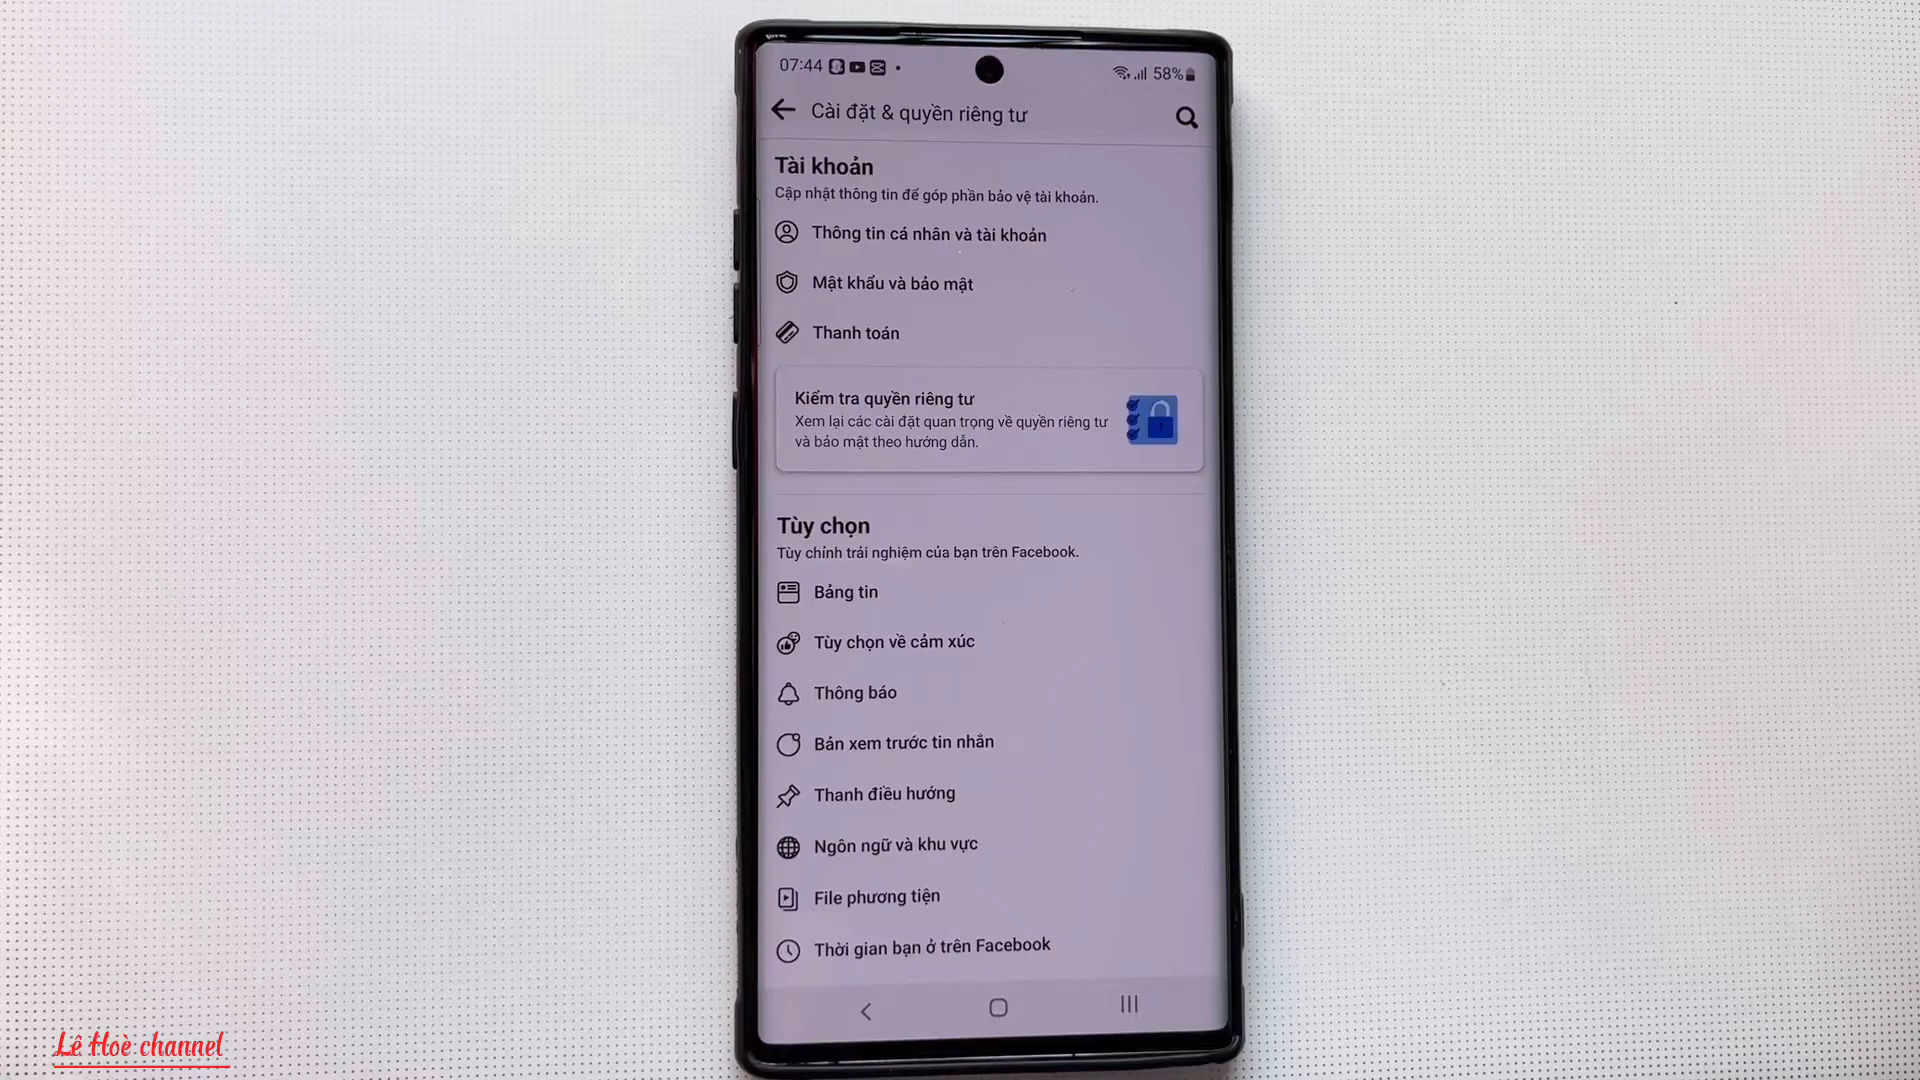 07:44
58%
Cài đặt & quyền riêng tư
Tài khoản
Cập nhật thông tin để góp phần bảo vệ tài khoản.
Thông tin cá nhân và tài khoản
Mật khẩu và bảo mật
Thanh toán
Kiểm tra quyền riêng tư
Xem lại các cài đặt quan trọng về quyền riêng tư
và bảo mật theo hướng dẫn.
Tùy chọn
Tùy chỉnh trải nghiệm của bạn trên Facebook.
Bảng tin
Tùy chọn về cảm xúc
Thông báo
Bản xem trước tin nhắn
Thanh điều hướng
Ngôn ngữ và khu vực
File phương tiện
Thời gian bạn ở trên Facebook
Lê Hoè channel